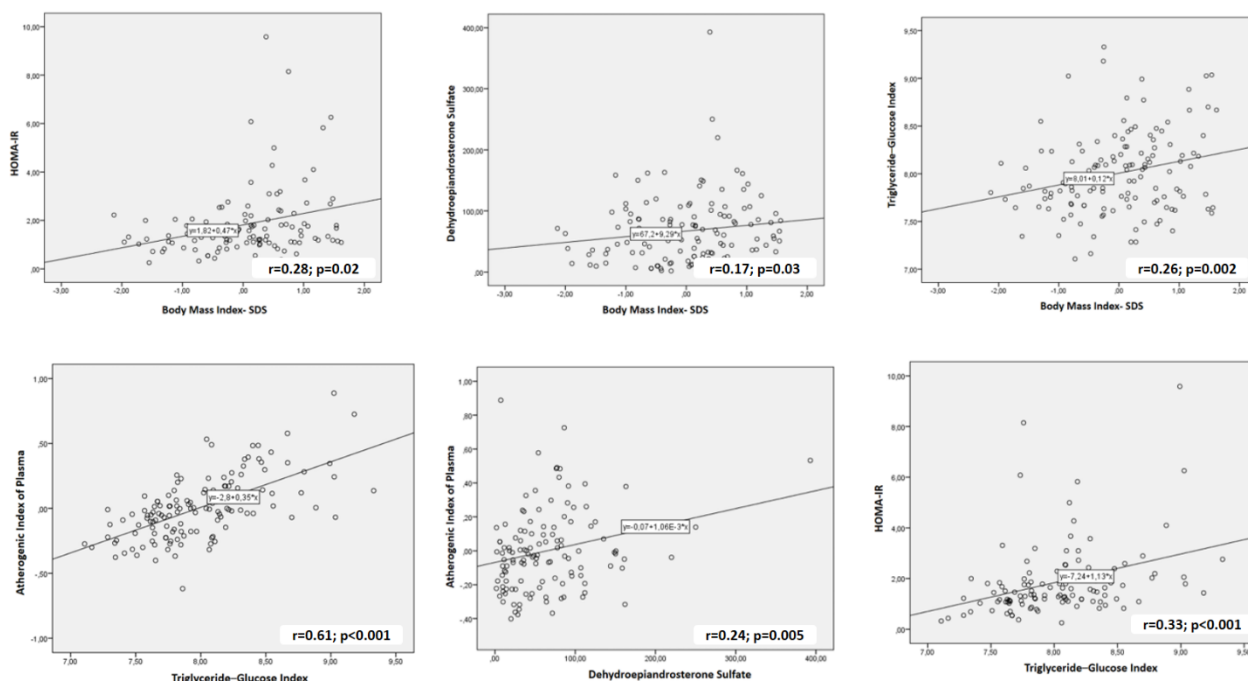 10,00
8,00
6,00
4,00
2,00
,00
HOMA-IR
y=1,82+0,47*x
r=0.28; p=0.02
-3,00 -2,00 -1,00 ,00 1,00 2,00
Body Mass Index- SDS
400,00
300,00
200,00
100,00
,00
Dehydroepiandrosterone Sulfate
y=67,2+9,29*x
r=0.17; p=0.03
-3,00 -2,00 -1,00 ,00 1,00 2,00
Body Mass Index- SDS
9,50
9,00
8,50
8,00
7,50
7,00
Triglyceride–Glucose Index
y=8,01+0,12*x
r=0.26; p=0.002
-3,00 -2,00 -1,00 ,00 1,00 2,00
Body Mass Index- SDS
1,00
,50
,00
-,50
-1,00
Atherogenic Index of Plasma
y=-2,8+0,35*x
r=0.61; p<0.001
7,00 7,50 8,00 8,50 9,00 9,50
Triglyceride–Glucose Index
1,00
,80
,60
,40
,20
,00
-,20
-,40
Atherogenic Index of Plasma
y=-0,07+1,06E-3*x
r=0.24; p=0.005
,00 100,00 200,00 300,00 400,00
Dehydroepiandrosterone Sulfate
10,00
8,00
6,00
4,00
2,00
,00
HOMA-IR
y=-7,24+1,13*x
r=0.33; p<0.001
7,00 7,50 8,00 8,50 9,00 9,50
Triglyceride–Glucose Index